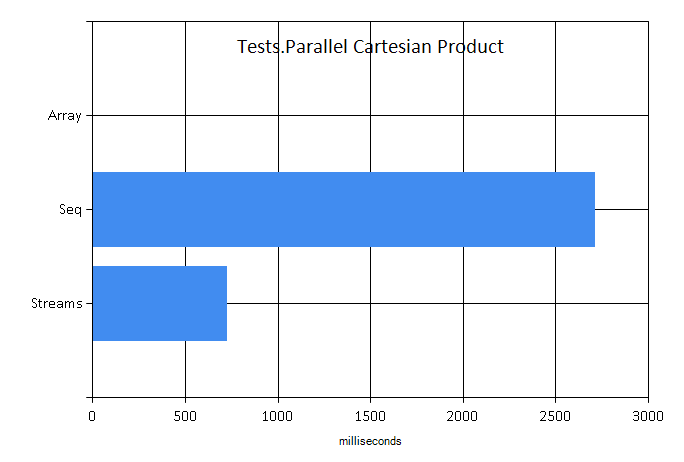 Tests.Parallel Cartesian Product
Array
Seq
Streams
0 500 1000 1500 2000 2500 3000
milliseconds